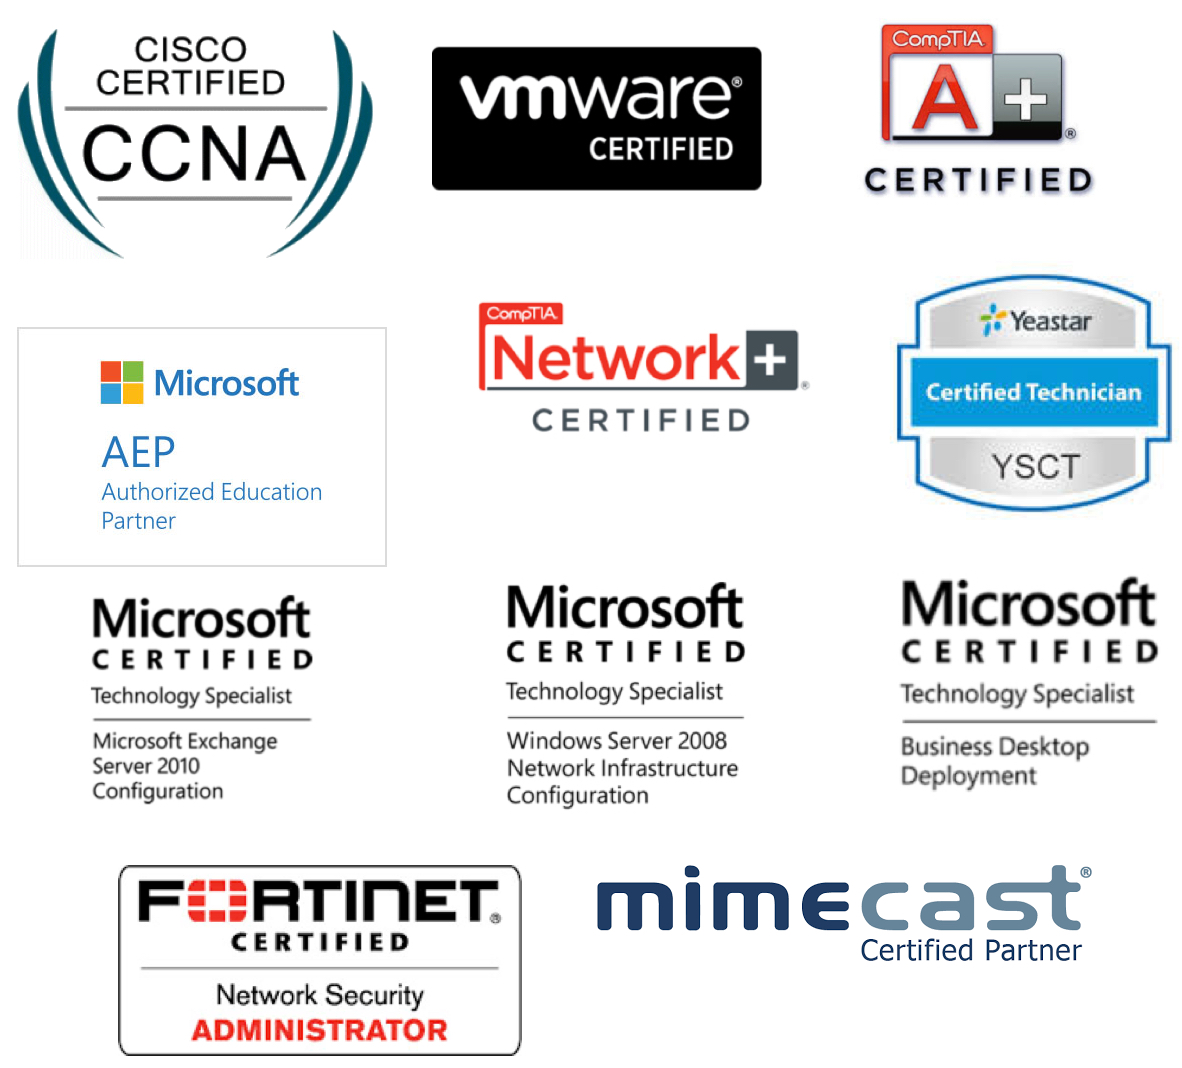 CISCO
CERTIFIED
CCNA
vmware®
CERTIFIED
CompTIA
A+®
CERTIFIED
Microsoft
AEP
Authorized Education
Partner
CompTIA
Network+®
CERTIFIED
Yeastar
Certified Technician
YSCT
Microsoft
CERTIFIED
Technology Specialist
Microsoft Exchange
Server 2010
Configuration
Microsoft
CERTIFIED
Technology Specialist
Windows Server 2008
Network Infrastructure
Configuration
Microsoft
CERTIFIED
Technology Specialist
Business Desktop
Deployment
FORTINET®
CERTIFIED
Network Security
ADMINISTRATOR
mimecast®
Certified Partner